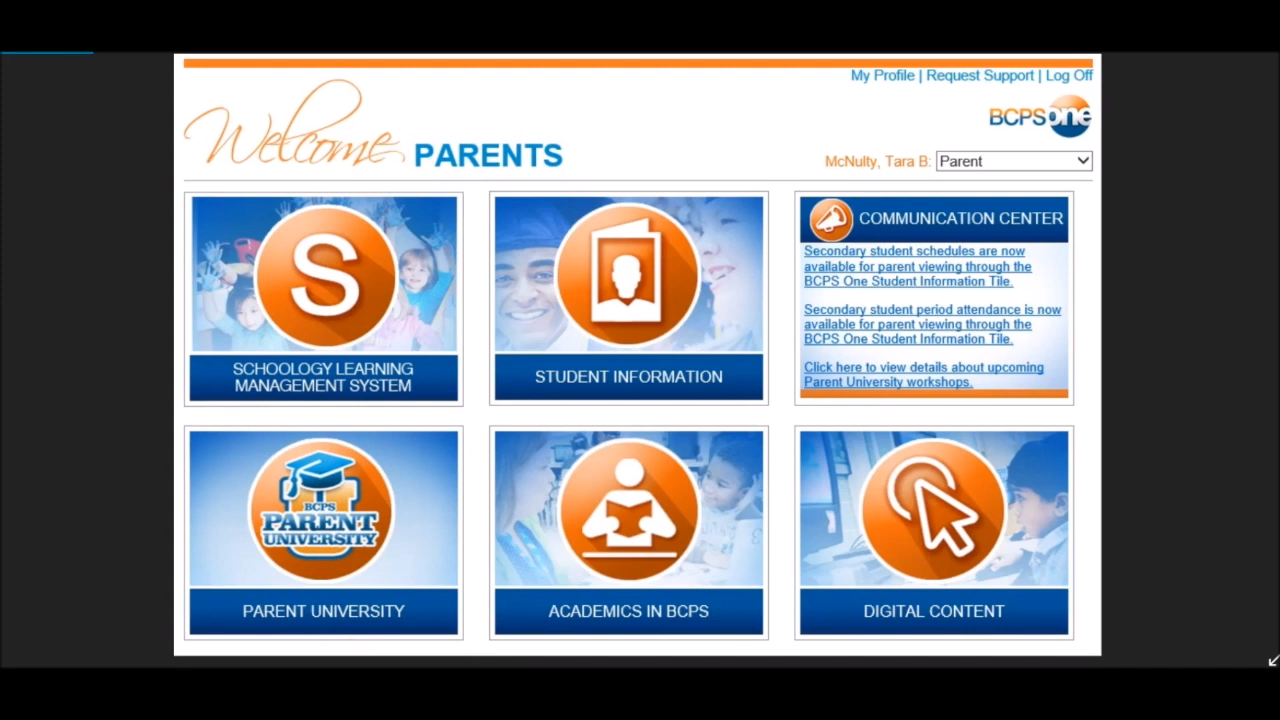 My Profile | Request Support | Log Off
Welcome PARENTS
BCPSone
McNulty, Tara B: Parent
S
SCHOOLOGY LEARNING
MANAGEMENT SYSTEM
STUDENT INFORMATION
COMMUNICATION CENTER
Secondary student schedules are now
available for parent viewing through the
BCPS One Student Information Tile.
Secondary student period attendance is now
available for parent viewing through the
BCPS One Student Information Tile.
Click here to view details about upcoming
Parent University workshops.
BCPS
PARENT
UNIVERSITY
PARENT UNIVERSITY
ACADEMICS IN BCPS
DIGITAL CONTENT